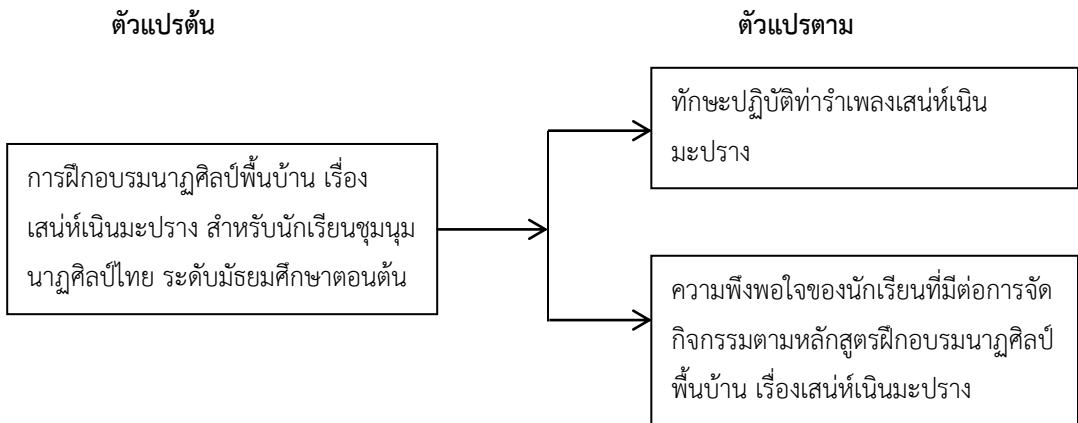 ตัวแปรต้น
ตัวแปรตาม
การฝึกอบรมนาฏศิลป์พื้นบ้าน เรื่อง
เสน่ห์เนินมะปราง สำหรับนักเรียนชุมนุม
นาฏศิลป์ไทย ระดับมัธยมศึกษาตอนต้น
ทักษะปฏิบัติท่ารำเพลงเสน่ห์เนิน
มะปราง
ความพึงพอใจของนักเรียนที่มีต่อการจัด
กิจกรรมตามหลักสูตรฝึกอบรมนาฏศิลป์
พื้นบ้าน เรื่องเสน่ห์เนินมะปราง